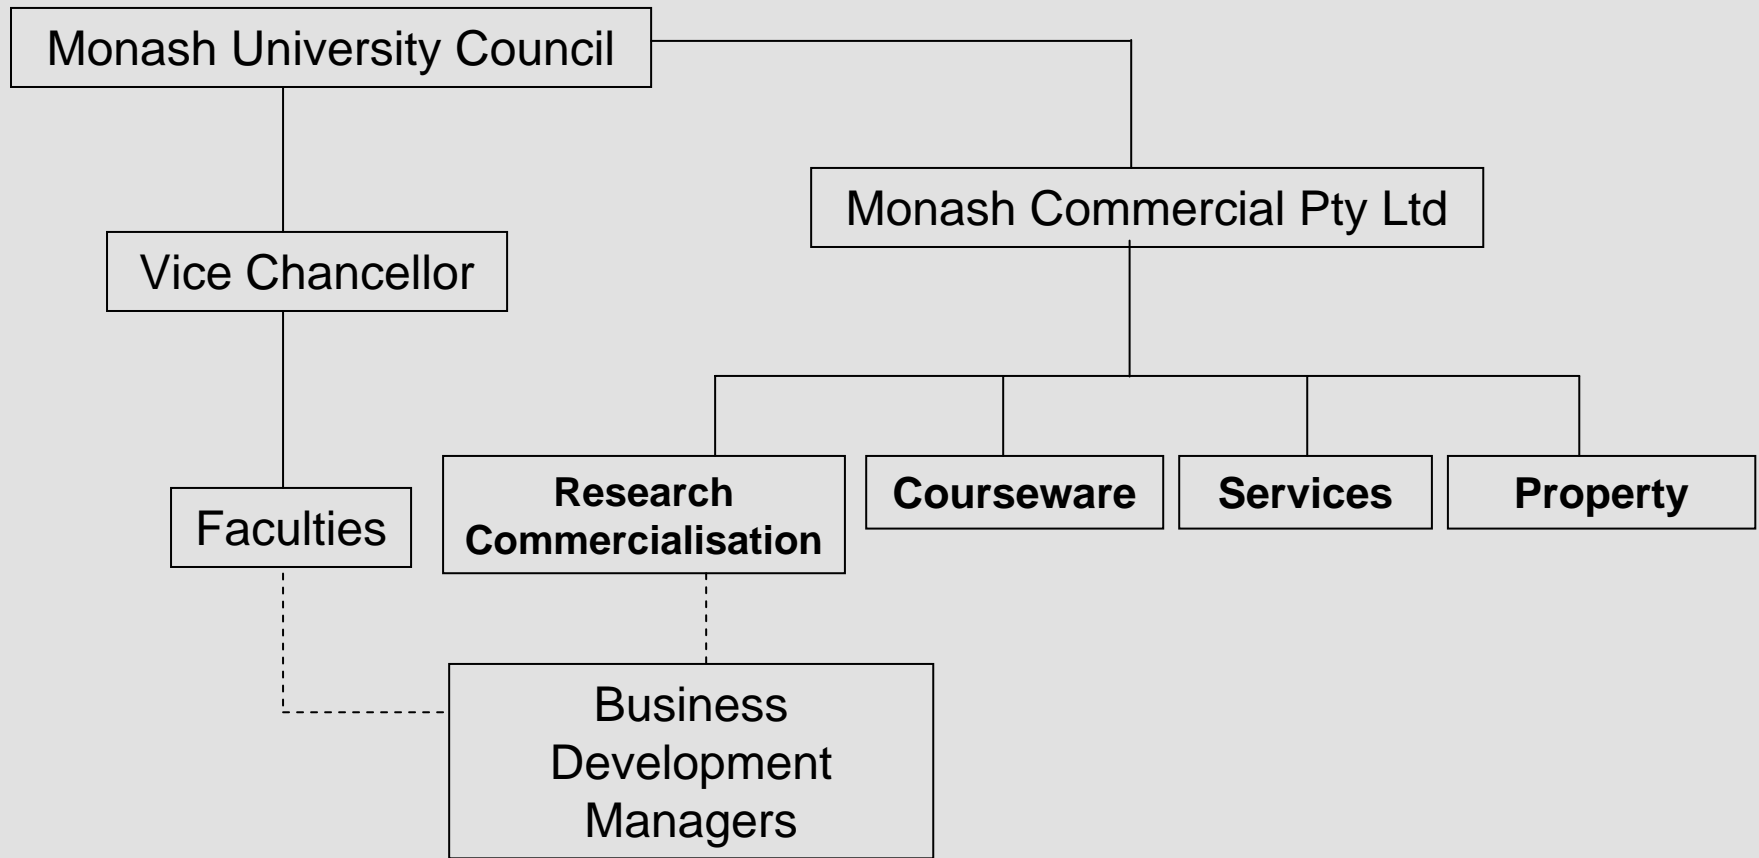 Monash University Council
Monash Commercial Pty Ltd
Vice Chancellor
Research
Commercialisation
Courseware
Services
Property
Faculties
Business
Development
Managers